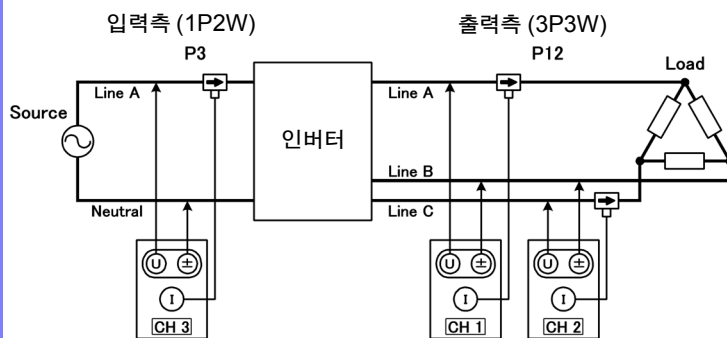 입력측 (1P2W)
출력측 (3P3W)
P3
P12
Load
Line A
Line A
Source
인버터
Line B
Neutral
Line C
U ±
U ±
U ±
I
I
I
CH 3
CH 1
CH 2